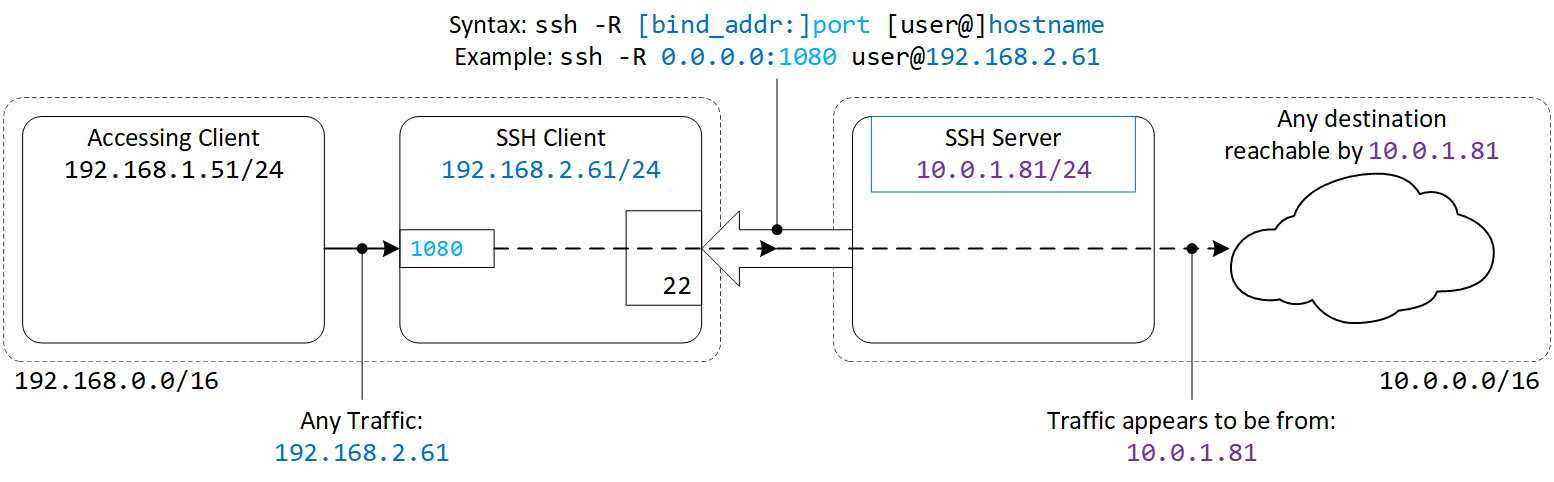 Syntax: ssh -R [bind_addr:]port [user@]hostname
Example: ssh -R 0.0.0.0:1080 user@192.168.2.61
Accessing Client
192.168.1.51/24
SSH Client
192.168.2.61/24
1080
22
SSH Server
10.0.1.81/24
Any destination
reachable by 10.0.1.81
192.168.0.0/16
10.0.0.0/16
Any Traffic:
192.168.2.61
Traffic appears to be from:
10.0.1.81